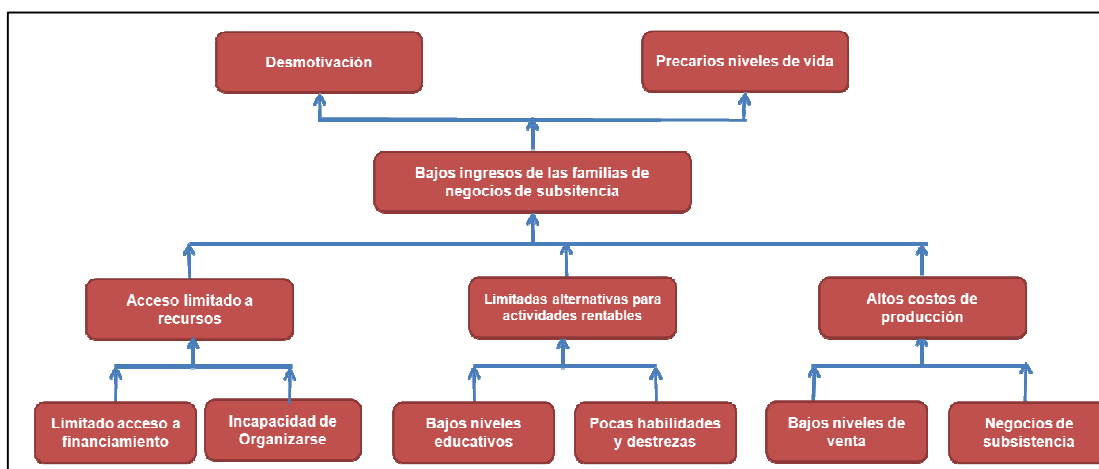 Desmotivación
Precarios niveles de vida
Bajos ingresos de las familias de
negocios de subsitencia
Acceso limitado a
recursos
Limitadas alternativas para
actividades rentables
Altos costos de
producción
Limitado acceso a
financiamiento
Incapacidad de
Organizarse
Bajos niveles
educativos
Pocas habilidades
y destrezas
Bajos niveles de
venta
Negocios de
subsistencia